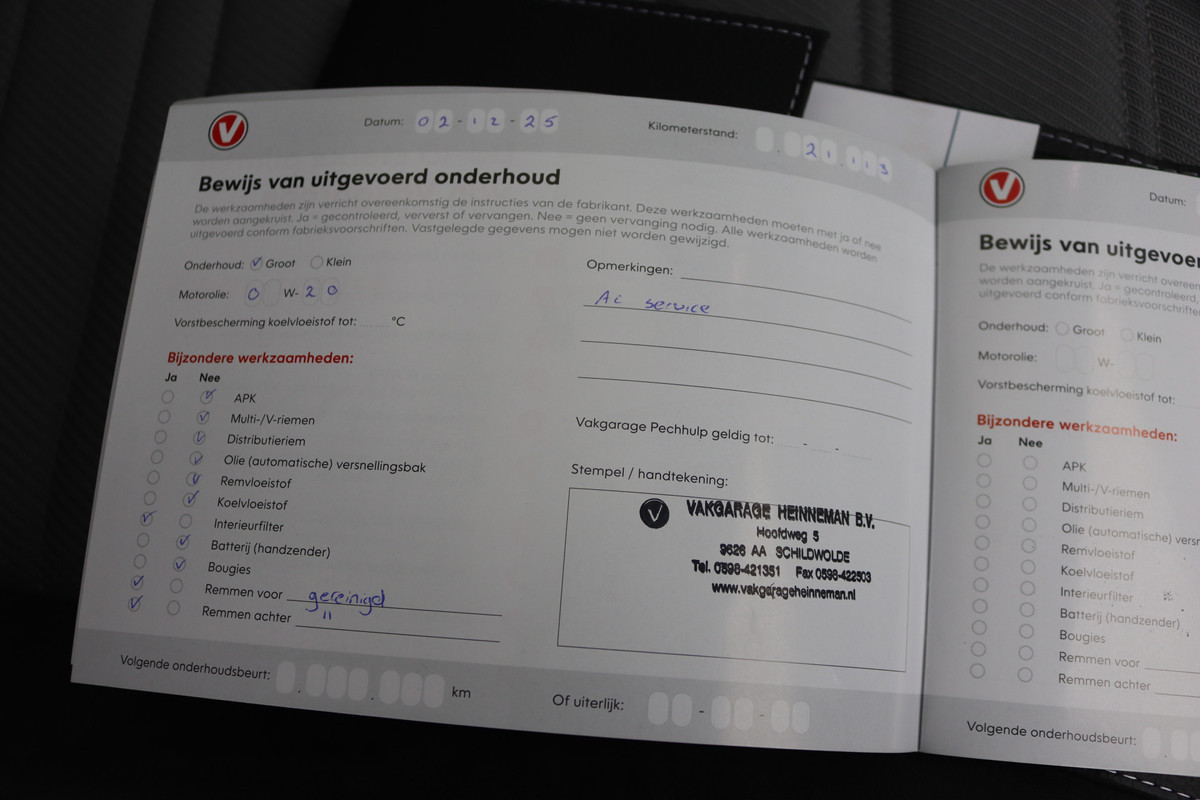 V
Datum: 02-12-25
Kilometerstand: . 21.113
Bewijs van uitgevoerd onderhoud
De werkzaamheden zijn verricht overeenkomstig de instructies van de fabrikant. Deze werkzaamheden moeten met ja of nee
worden aangekruist. Ja = gecontroleerd, ververst of vervangen. Nee = geen vervanging nodig. Alle werkzaamheden worden
uitgevoerd conform fabrieksvoorschriften. Vastgelegde gegevens mogen niet worden gewijzigd.
Onderhoud: Groot Klein
Motorolie: 0 W- 20
Vorstbescherming koelvloeistof tot: °C
Bijzondere werkzaamheden:
Ja Nee
APK
Multi-/V-riemen
Distributieriem
Olie (automatische) versnellingsbak
Remvloeistof
Koelvloeistof
Interieurfilter
Batterij (handzender)
Bougies
Remmen voor gereinigd
Remmen achter "
Opmerkingen:
Ai service
Vakgarage Pechhulp geldig tot: - -
Stempel / handtekening:
V
VAKGARAGE HEINNEMAN B.V.
Hoofdweg 5
9626 AA SCHILDWOLDE
Tel. 0598-421351 Fax 0598-422503
www.vakgarageheinneman.nl
Volgende onderhoudsbeurt: . . km
Of uiterlijk: - -
V
Datum:
Bewijs van uitgevoer
De werkzaamheden zijn verricht overeen
worden aangekruist. Ja = gecontroleerd,
uitgevoerd conform fabrieksvoorschriften.
Onderhoud: Groot Klein
Motorolie: W-
Vorstbescherming koelvloeistof tot:
Bijzondere werkzaamheden:
Ja Nee
APK
Multi-/V-riemen
Distributieriem
Olie (automatische) versn
Remvloeistof
Koelvloeistof
Interieurfilter
Batterij (handzender)
Bougies
Remmen voor
Remmen achter
Volgende onderhoudsbeurt: